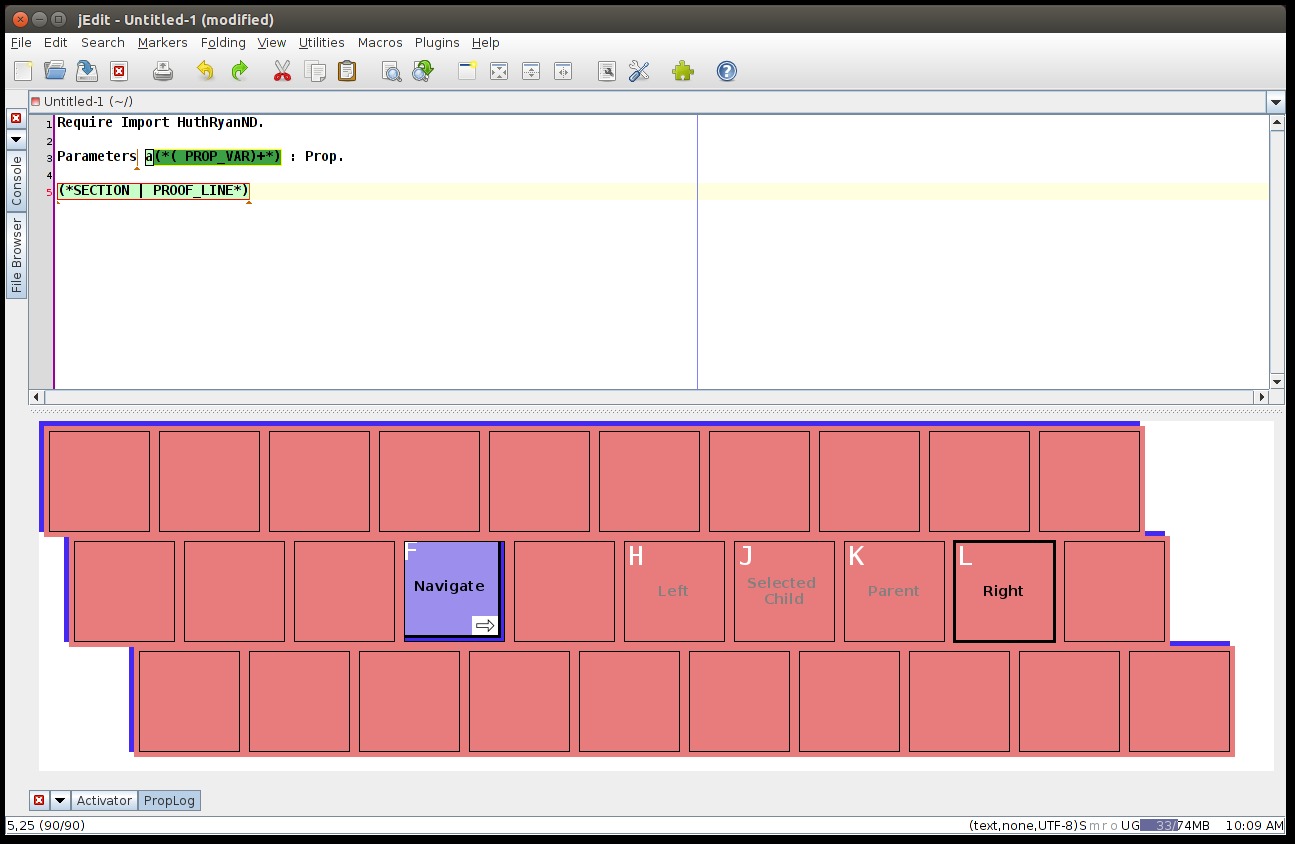 jEdit - Untitled-1 (modified)
File Edit Search Markers Folding View Utilities Macros Plugins Help
Untitled-1 (~/)
1 Require Import HuthRyanND.
2
3 Parameters a(*( PROP_VAR)+*) : Prop.
4
5 (*SECTION | PROOF_LINE*)
Console
File Browser
F
Navigate
H
Left
J
Selected
Child
K
Parent
L
Right
Activator PropLog
5,25 (90/90) (text,none,UTF-8)S m r o UG 33/74MB 10:09 AM